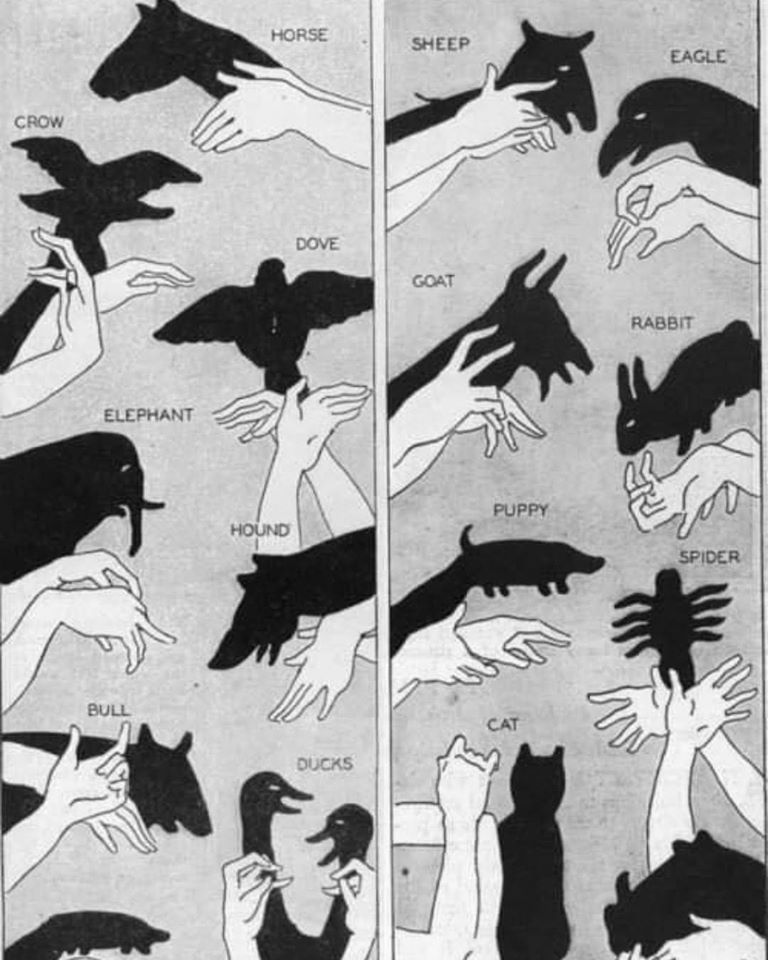 HORSE
CROW
DOVE
ELEPHANT
HOUND
BULL
DUCKS
SHEEP
EAGLE
GOAT
RABBIT
PUPPY
SPIDER
CAT